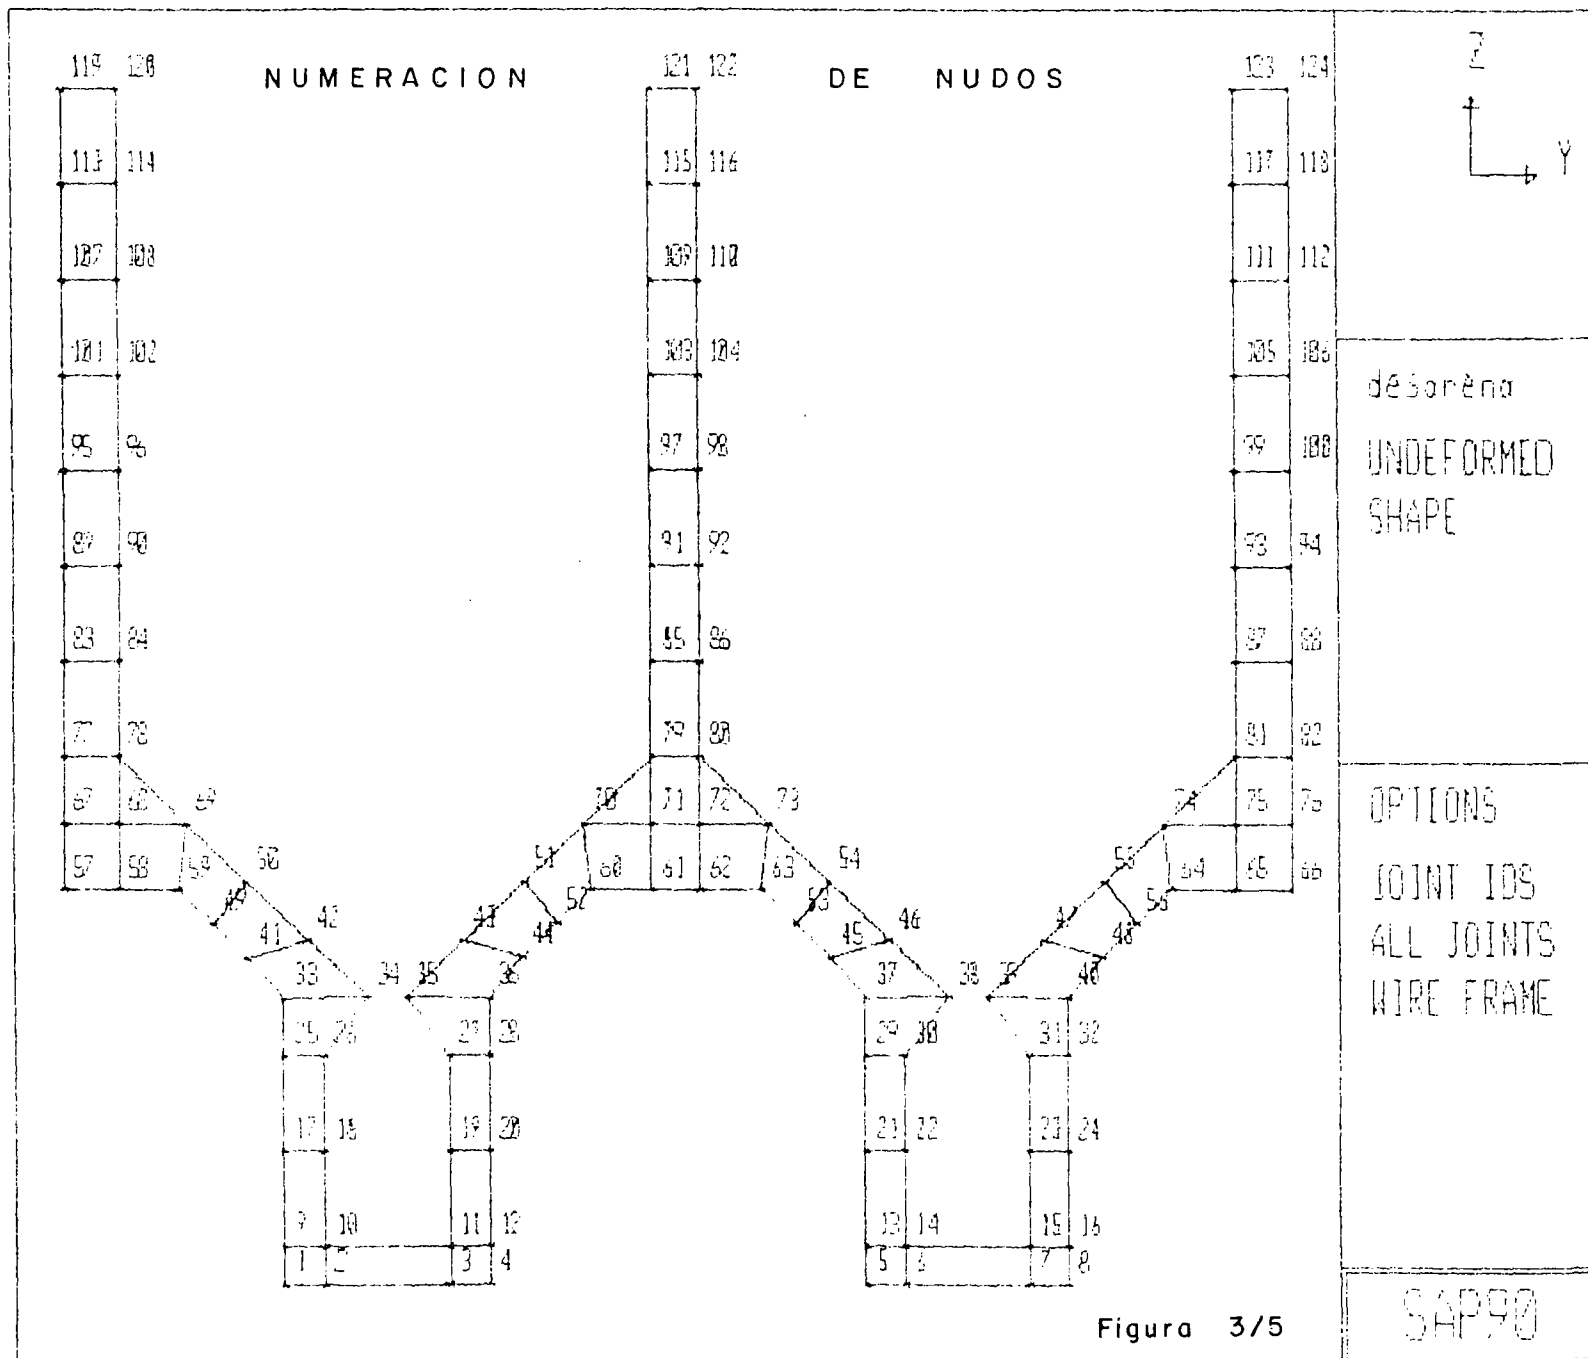 119 120 NUMERACION 121 122 DE NUDOS 123 124
Z
Y
113 114 115 116 117 118
107 108 109 110 111 112
101 102 103 104 105 106
desarena
95 96 97 98 99 100
UNDEFORMED
SHAPE
89 90 91 92 93 94
83 84 85 86 87 88
77 78 79 80 81 82
67 68 69 70 71 72 73 74 75 76
OPTIONS
57 58 59 50 51 60 61 62 63 54 55 64 65 66
JOINT IDS
49 42 43 52 53 46 47 56
41 44 45 48
ALL JOINTS
33 34 35 36 37 38 39 40
WIRE FRAME
25 26 27 28 29 30 31 32
17 18 19 20 21 22 23 24
9 10 11 12 13 14 15 16
1 2 3 4 5 6 7 8
Figura 3/5
SAP90